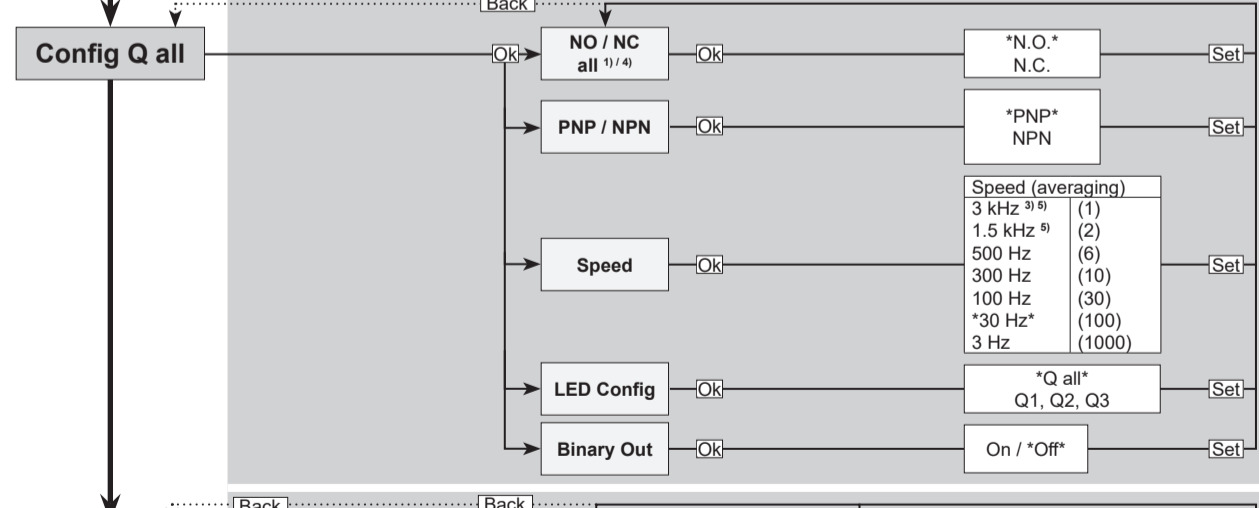 Back
Config Q all
Ok
NO / NC
all 1) / 4)
Ok
*N.O.*
N.C.
Set
PNP / NPN
Ok
*PNP*
NPN
Set
Speed
Ok
Speed (averaging)
3 kHz 3) 5) (1)
1.5 kHz 5) (2)
500 Hz (6)
300 Hz (10)
100 Hz (30)
*30 Hz* (100)
3 Hz (1000)
Set
LED Config
Ok
*Q all*
Q1, Q2, Q3
Set
Binary Out
Ok
On / *Off*
Set
Back
Back